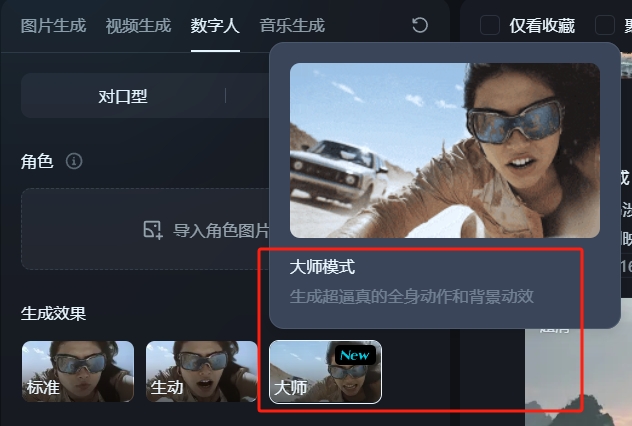 图片生成 视频生成 数字人 音乐生成
仅看收藏
对口型
角色
导入角色图片
大师模式
生成超逼真的全身动作和背景动效
生成效果
标准
生动
大师
New